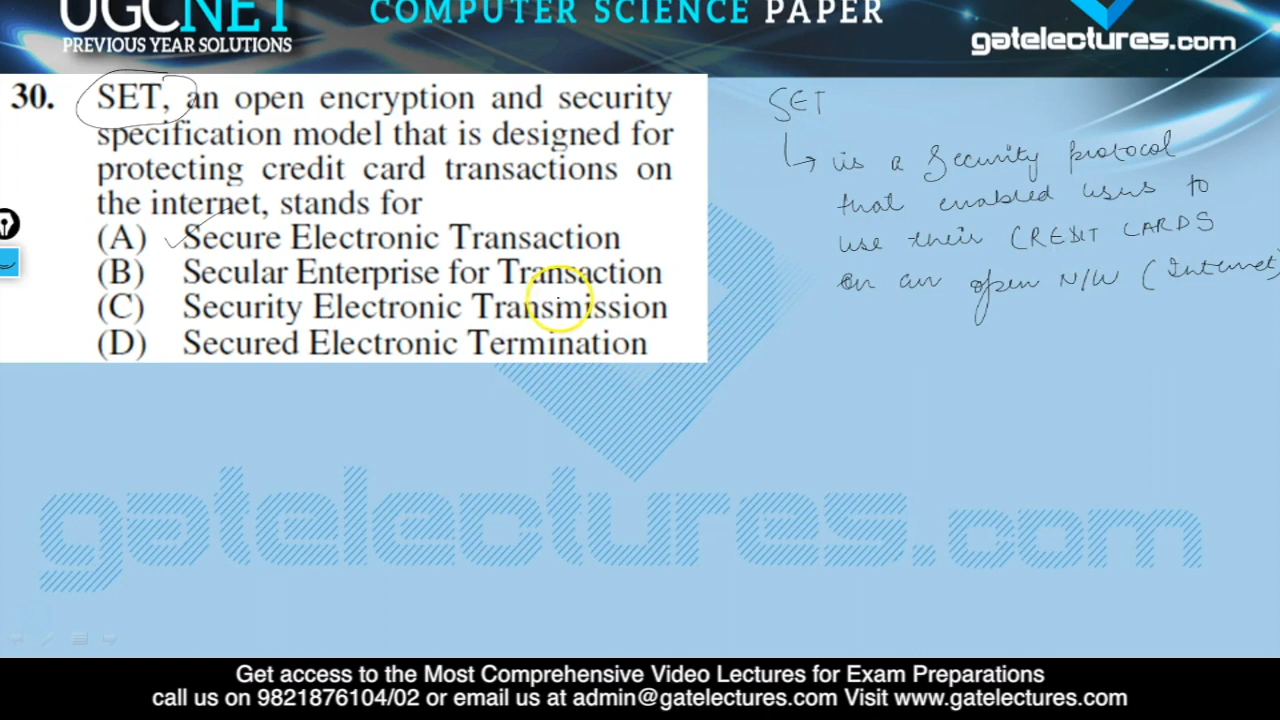 UGCNET
PREVIOUS YEAR SOLUTIONS
COMPUTER SCIENCE PAPER
gatelectures.com
30. SET, an open encryption and security
specification model that is designed for
protecting credit card transactions on
the internet, stands for
(A) Secure Electronic Transaction
(B) Secular Enterprise for Transaction
(C) Security Electronic Transmission
(D) Secured Electronic Termination
SET
is a Security protocol
that enabled users to
use their CREDIT CARDS
on an open N/W (Internet)
gatelectures.com
Get access to the Most Comprehensive Video Lectures for Exam Preparations
call us on 9821876104/02 or email us at admin@gatelectures.com Visit www.gatelectures.com